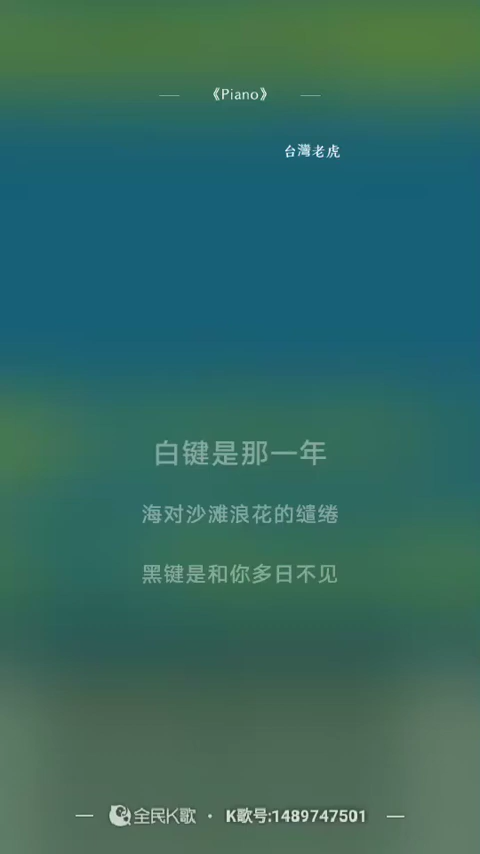 《Piano》
台灣老虎
白键是那一年
海对沙滩浪花的缱绻
黑键是和你多日不见
全民K歌 · K歌号:1489747501